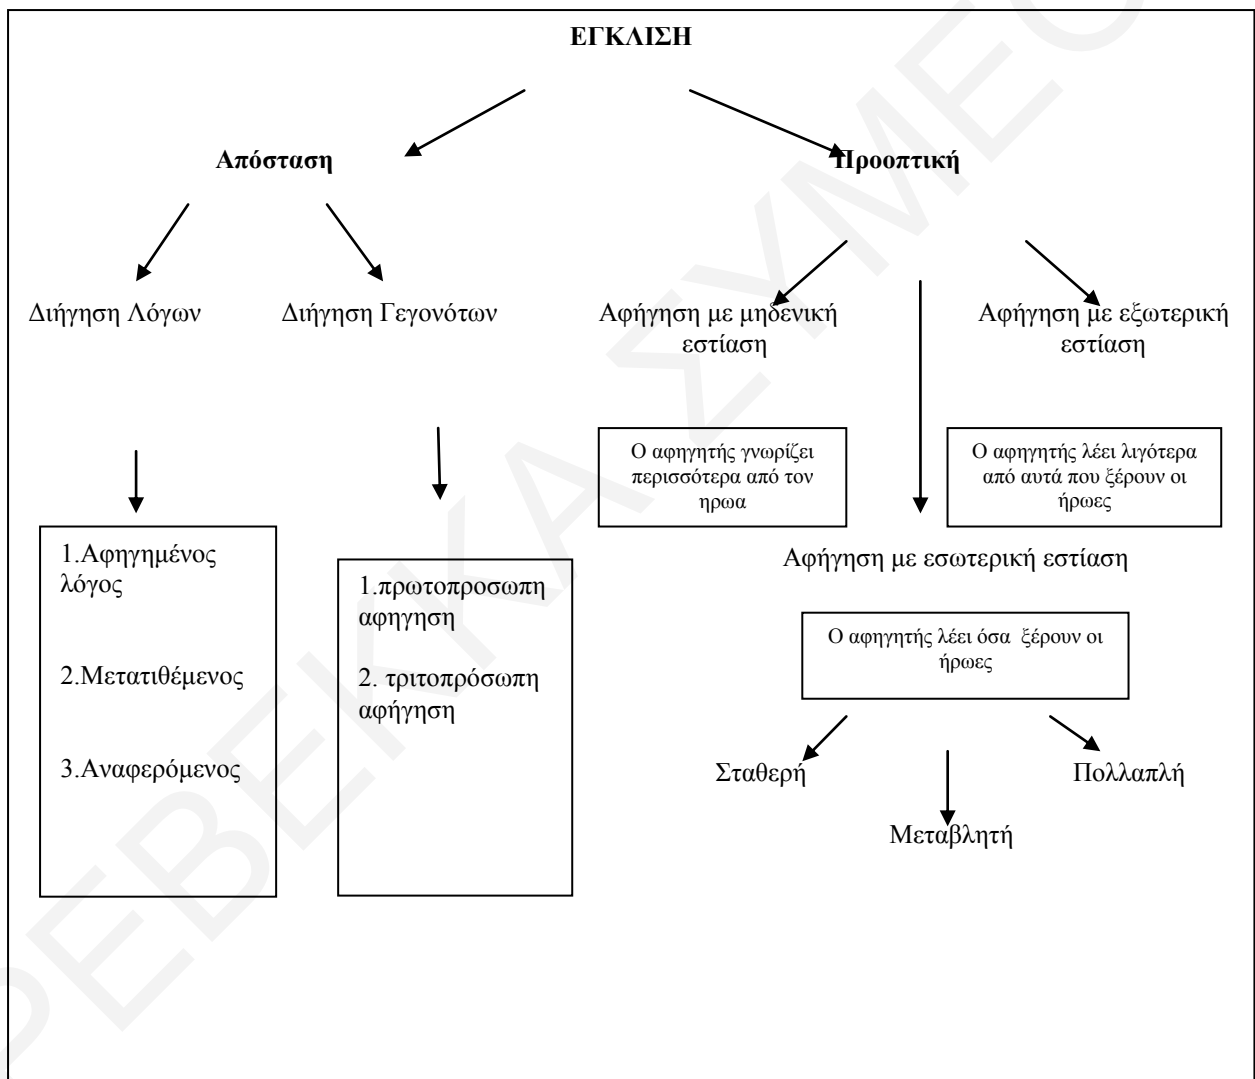 ΕΓΚΛΙΣΗ
Απόσταση
Προοπτική
Διήγηση Λόγων
Διήγηση Γεγονότων
Αφήγηση με μηδενική
εστίαση
Αφήγηση με εξωτερική
εστίαση
Ο αφηγητής γνωρίζει
περισσότερα από τον
ηρωα
Ο αφηγητής λέει λιγότερα
από αυτά που ξέρουν οι
ήρωες
1.Αφηγημένος
λόγος
2.Μετατιθέμενος
3.Αναφερόμενος
1.πρωτοπροσωπη
αφηγηση
2. τριτοπρόσωπη
αφήγηση
Αφήγηση με εσωτερική εστίαση
Ο αφηγητής λέει όσα ξέρουν οι
ήρωες
Σταθερή
Πολλαπλή
Μεταβλητή
ΡΕΒΕΚΚΑ ΣΥΜΕΟ